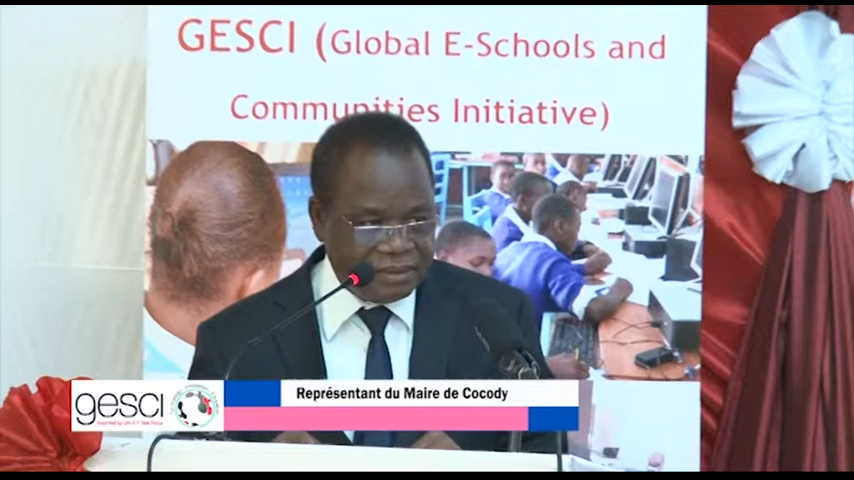 GESCI (Global E-Schools and
Communities Initiative)
Représentant du Maire de Cocody
gesci